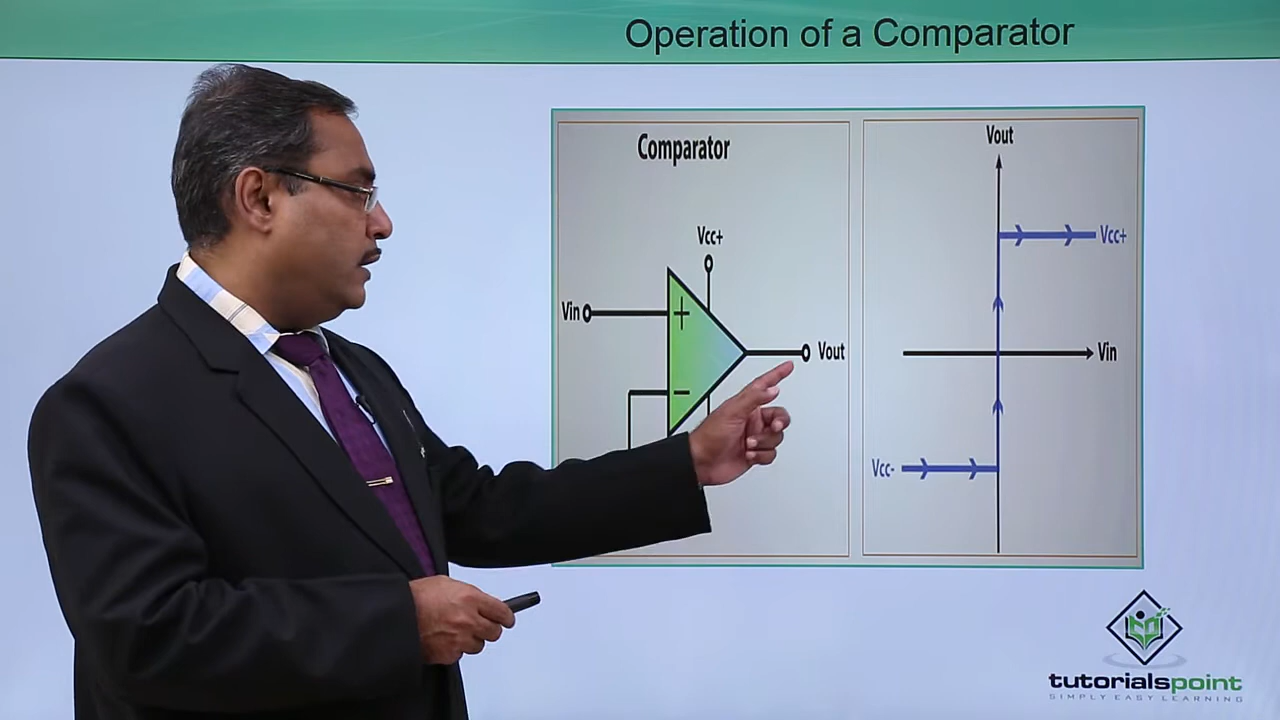 Operation of a Comparator
Comparator
Vcc+
Vin
+
−
Vout
Vout
Vcc+
Vin
Vcc-
tutorialspoint
SIMPLY EASY LEARNING